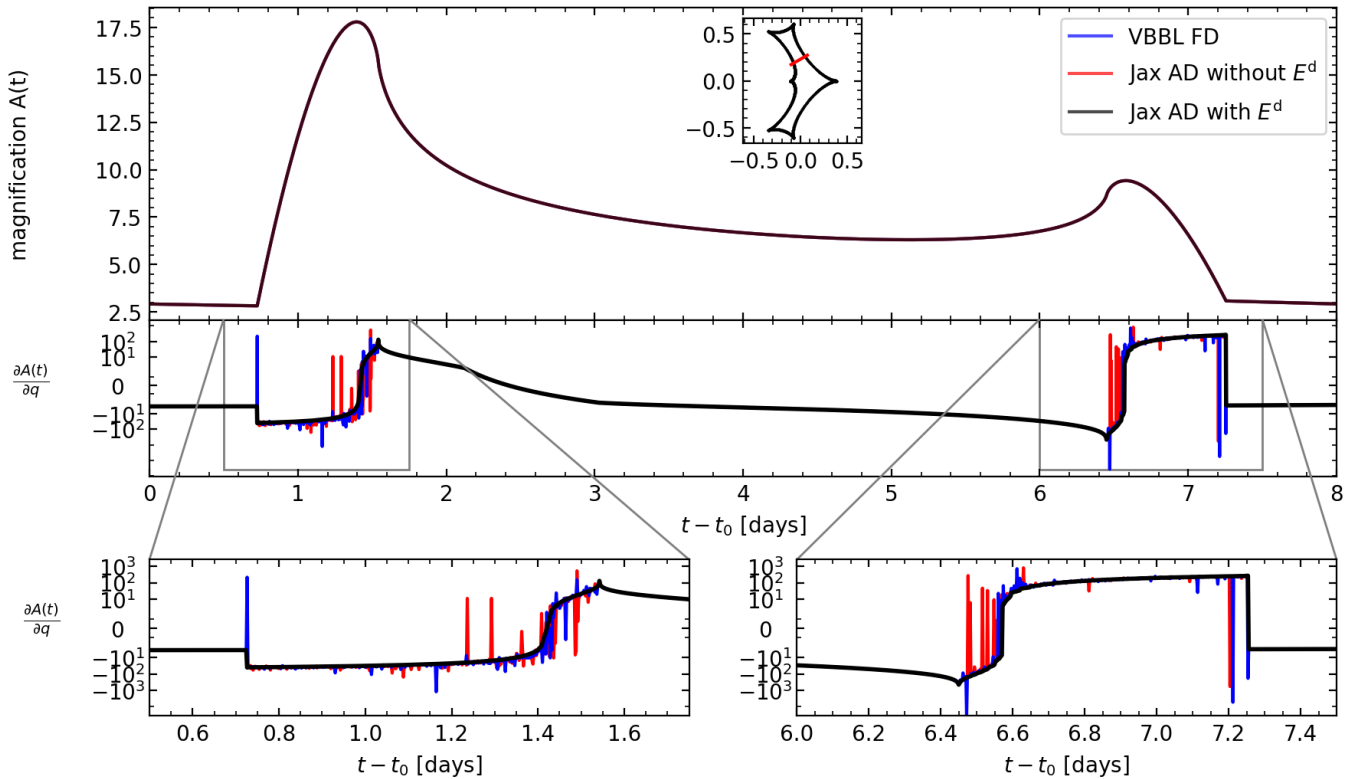 17.5
15.0
12.5
10.0
7.5
5.0
2.5
magnification A(t)
0.5
0.0
−0.5
−0.5 0.0 0.5
VBBL FD
Jax AD without E^d
Jax AD with E^d
10^2
10^1
0
−10^1
−10^2
∂A(t)
∂q
0 1 2 3 4 5 6 7 8
t − t_0 [days]
10^3
10^2
10^1
0
−10^1
−10^2
−10^3
∂A(t)
∂q
0.6 0.8 1.0 1.2 1.4 1.6
t − t_0 [days]
10^3
10^2
10^1
0
−10^1
−10^2
−10^3
6.0 6.2 6.4 6.6 6.8 7.0 7.2 7.4
t − t_0 [days]